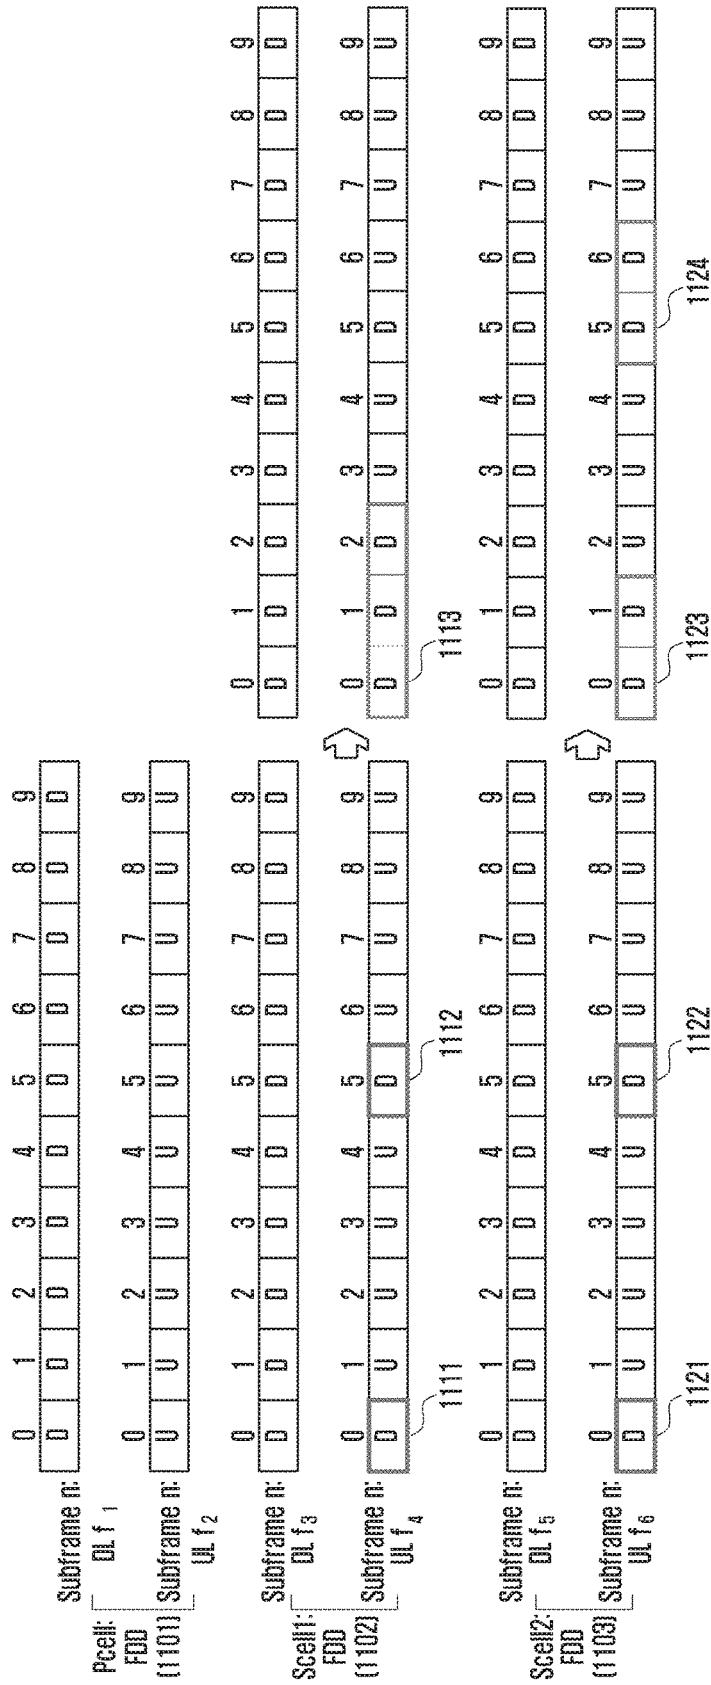 0 1 2 3 4 5 6 7 8 9
Subframe n: D D D D D D D D D D
DL f1
Pcell:
FDD
(1101)
0 1 2 3 4 5 6 7 8 9
Subframe n: U U U U U U U U U U
UL f2
0 1 2 3 4 5 6 7 8 9 0 1 2 3 4 5 6 7 8 9
Subframe n: D D D D D D D D D D D D D D D D D D D D
DL f3
Scell1:
FDD
(1102)
0 1 2 3 4 5 6 7 8 9 0 1 2 3 4 5 6 7 8 9
Subframe n: D U U U U D U U U U D D D U U D U U U U
UL f4
1111 1112 1113
0 1 2 3 4 5 6 7 8 9 0 1 2 3 4 5 6 7 8 9
Subframe n: D D D D D D D D D D D D D D D D D D D D
DL f5
Scell2:
FDD
(1103)
0 1 2 3 4 5 6 7 8 9 0 1 2 3 4 5 6 7 8 9
Subframe n: D U U U U D U U U U D D U U U D D U U U
UL f6
1121 1122 1123 1124